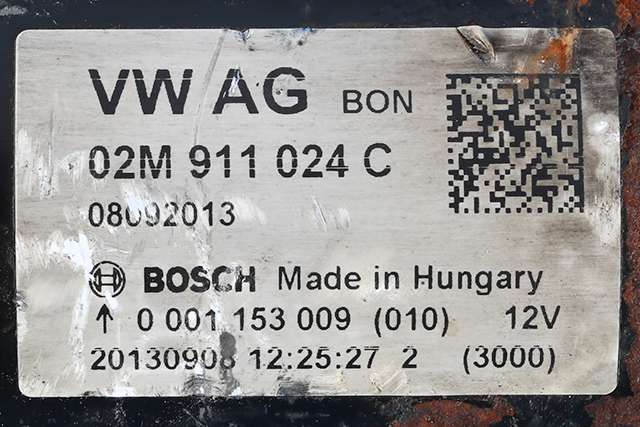 VW AG BON
02M 911 024 C
08092013
BOSCH Made in Hungary
↑ 0 001 153 009 (010) 12V
20130908 12:25:27 2 (3000)